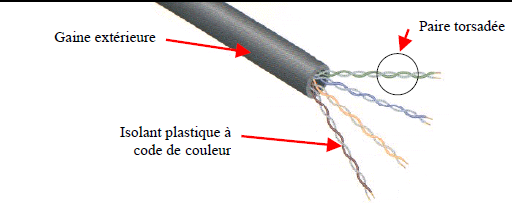 Paire torsadée
Gaine extérieure
Isolant plastique à
code de couleur